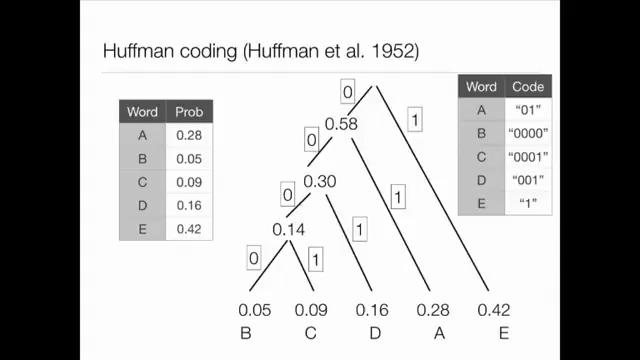 Huffman coding (Huffman et al. 1952)
Word Prob
A 0.28
B 0.05
C 0.09
D 0.16
E 0.42
Word Code
A "01"
B "0000"
C "0001"
D "001"
E "1"
0
0.58
1
0
0.30
0
1
0.14
1
0
1
0.05 0.09 0.16 0.28 0.42
B C D A E